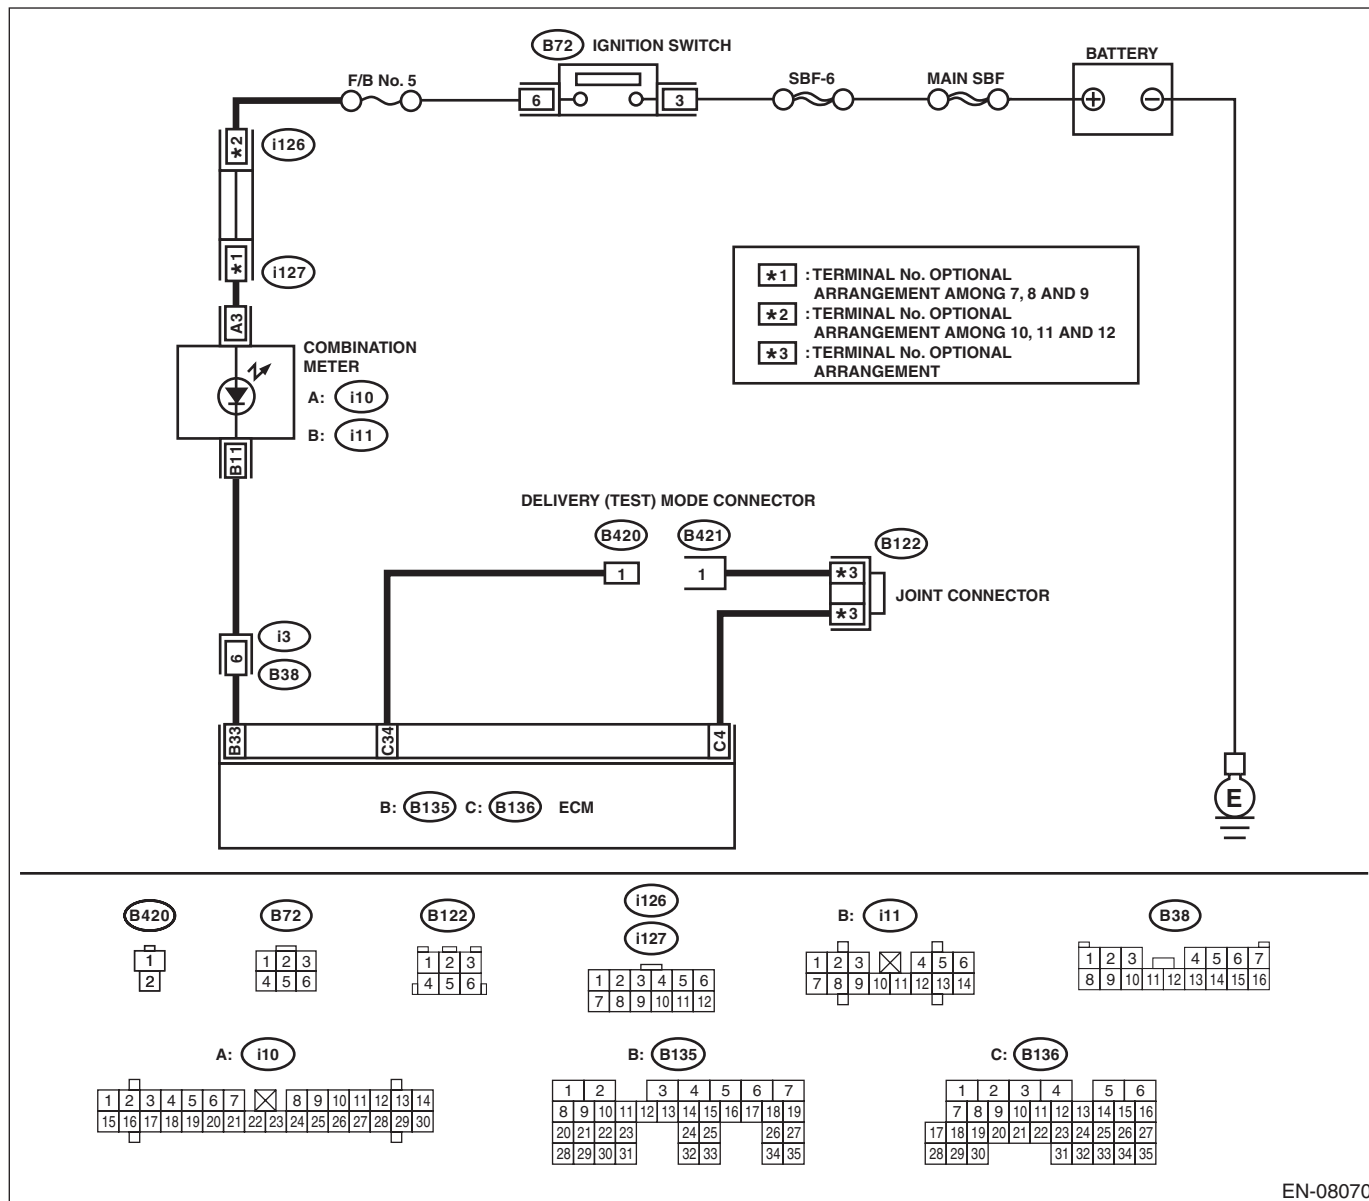 B72 IGNITION SWITCH
BATTERY
F/B No. 5
SBF-6
MAIN SBF
6
3
+
−
*2
i126
*1
i127
*1 : TERMINAL No. OPTIONAL
ARRANGEMENT AMONG 7, 8 AND 9
*2 : TERMINAL No. OPTIONAL
ARRANGEMENT AMONG 10, 11 AND 12
*3 : TERMINAL No. OPTIONAL
ARRANGEMENT
A3
COMBINATION
METER
A: i10
B: i11
B11
DELIVERY (TEST) MODE CONNECTOR
B420
B421
B122
1
1
*3
JOINT CONNECTOR
*3
i3
6
B38
B33
C34
C4
B: B135 C: B136 ECM
E
B420
1
2
B72
1 2 3
4 5 6
B122
1 2 3
4 5 6
i126
i127
1 2 3 4 5 6
7 8 9 10 11 12
B: i11
1 2 3 4 5 6
7 8 9 10 11 12 13 14
B38
1 2 3 4 5 6 7
8 9 10 11 12 13 14 15 16
A: i10
1 2 3 4 5 6 7 8 9 10 11 12 13 14
15 16 17 18 19 20 21 22 23 24 25 26 27 28 29 30
B: B135
1 2 3 4 5 6 7
8 9 10 11 12 13 14 15 16 17 18 19
20 21 22 23 24 25 26 27
28 29 30 31 32 33 34 35
C: B136
1 2 3 4 5 6
7 8 9 10 11 12 13 14 15 16
17 18 19 20 21 22 23 24 25 26 27
28 29 30 31 32 33 34 35
EN-08070